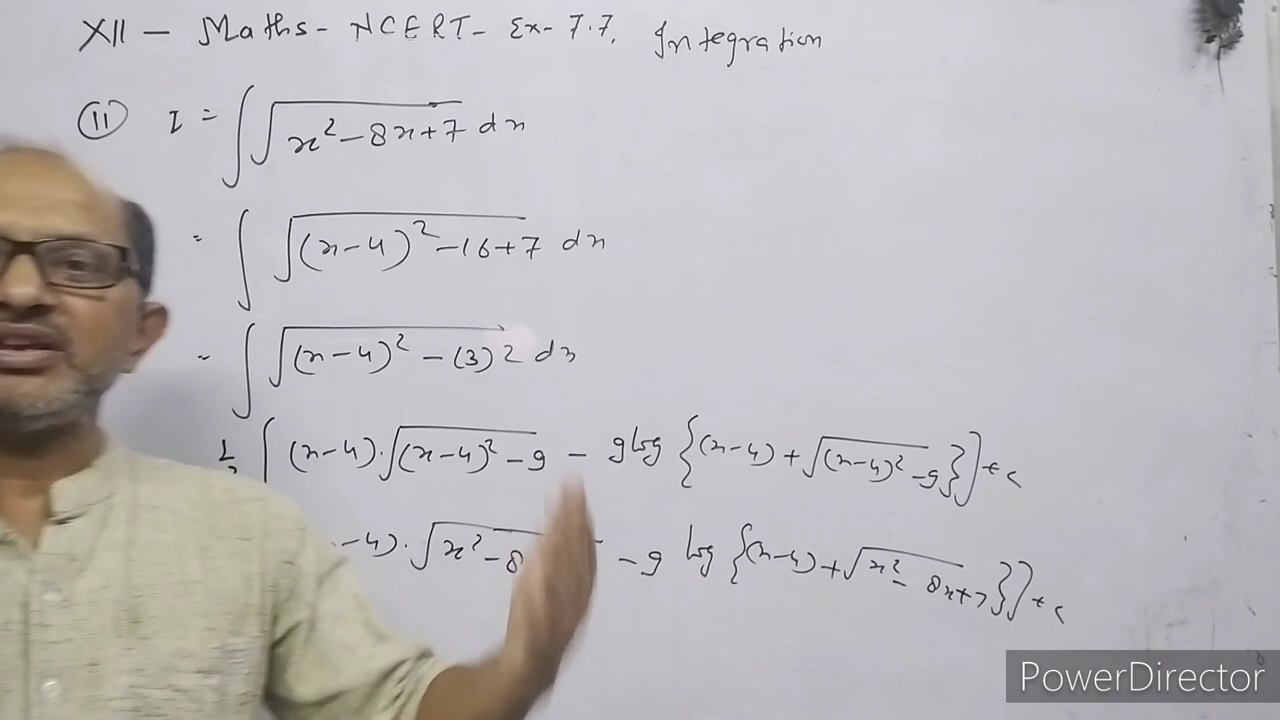 XII - Maths - NCERT - Ex - 7.7. Integration
(11) I = ∫√(x²-8x+7) dx
= ∫√((x-4)²-16+7) dx
= ∫√((x-4)²-(3)²) dx
[(x-4).√((x-4)²-9) - 9 log {(x-4)+√((x-4)²-9)}]+c
-4).√(x²-8 - 9 log {(x-4)+√(x²-8x+7)}]+c
PowerDirector